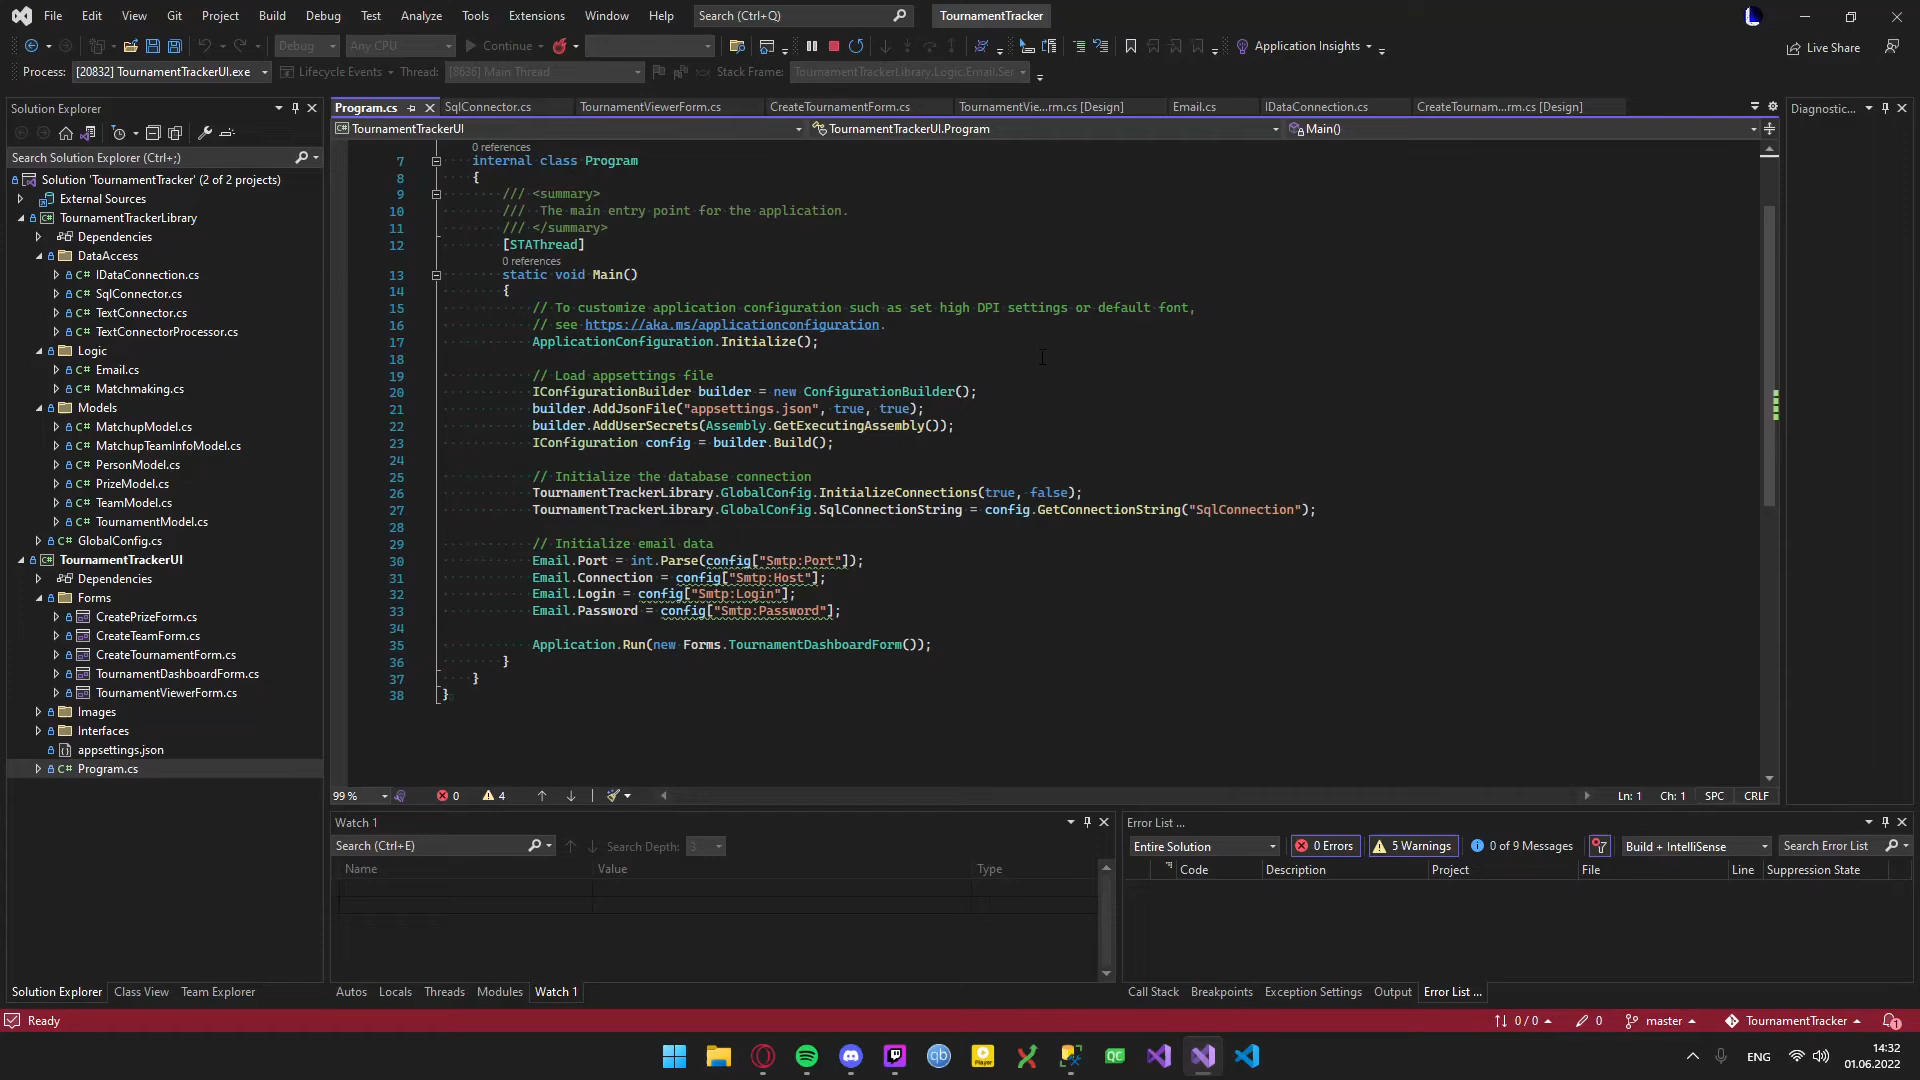 File Edit View Git Project Build Debug Test Analyze Tools Extensions Window Help Search (Ctrl+Q) TournamentTracker
Debug Any CPU Continue Application Insights Live Share
Process: [20832] TournamentTrackerUI.exe Lifecycle Events Thread: [8636] Main Thread Stack Frame: TournamentTrackerLibrary.Logic.Email.Ser
Solution Explorer
Search Solution Explorer (Ctrl+;)
Solution 'TournamentTracker' (2 of 2 projects)
External Sources
TournamentTrackerLibrary
Dependencies
DataAccess
C# IDataConnection.cs
C# SqlConnector.cs
C# TextConnector.cs
C# TextConnectorProcessor.cs
Logic
C# Email.cs
C# Matchmaking.cs
Models
C# MatchupModel.cs
C# MatchupTeamInfoModel.cs
C# PersonModel.cs
C# PrizeModel.cs
C# TeamModel.cs
C# TournamentModel.cs
C# GlobalConfig.cs
TournamentTrackerUI
Dependencies
Forms
CreatePrizeForm.cs
CreateTeamForm.cs
CreateTournamentForm.cs
TournamentDashboardForm.cs
TournamentViewerForm.cs
Images
Interfaces
appsettings.json
C# Program.cs
Solution Explorer Class View Team Explorer
Program.cs SqlConnector.cs TournamentViewerForm.cs CreateTournamentForm.cs TournamentVie...rm.cs [Design] Email.cs IDataConnection.cs CreateTournam...rm.cs [Design]
TournamentTrackerUI TournamentTrackerUI.Program Main()
0 references
7 internal class Program
8 {
9 /// <summary>
10 /// The main entry point for the application.
11 /// </summary>
12 [STAThread]
0 references
13 static void Main()
14 {
15 // To customize application configuration such as set high DPI settings or default font,
16 // see https://aka.ms/applicationconfiguration.
17 ApplicationConfiguration.Initialize();
18
19 // Load appsettings file
20 IConfigurationBuilder builder = new ConfigurationBuilder();
21 builder.AddJsonFile("appsettings.json", true, true);
22 builder.AddUserSecrets(Assembly.GetExecutingAssembly());
23 IConfiguration config = builder.Build();
24
25 // Initialize the database connection
26 TournamentTrackerLibrary.GlobalConfig.InitializeConnections(true, false);
27 TournamentTrackerLibrary.GlobalConfig.SqlConnectionString = config.GetConnectionString("SqlConnection");
28
29 // Initialize email data
30 Email.Port = int.Parse(config["Smtp:Port"]);
31 Email.Connection = config["Smtp:Host"];
32 Email.Login = config["Smtp:Login"];
33 Email.Password = config["Smtp:Password"];
34
35 Application.Run(new Forms.TournamentDashboardForm());
36 }
37 }
38 }
99 % 0 4 Ln: 1 Ch: 1 SPC CRLF
Diagnostic...
Watch 1
Search (Ctrl+E) Search Depth: 3
Name Value Type
Autos Locals Threads Modules Watch 1
Error List ...
Entire Solution 0 Errors 5 Warnings 0 of 9 Messages Build + IntelliSense Search Error List
Code Description Project File Line Suppression State
Call Stack Breakpoints Exception Settings Output Error List ...
Ready 0 / 0 0 master TournamentTracker 1
qb Player QC ENG 14:32
01.06.2022